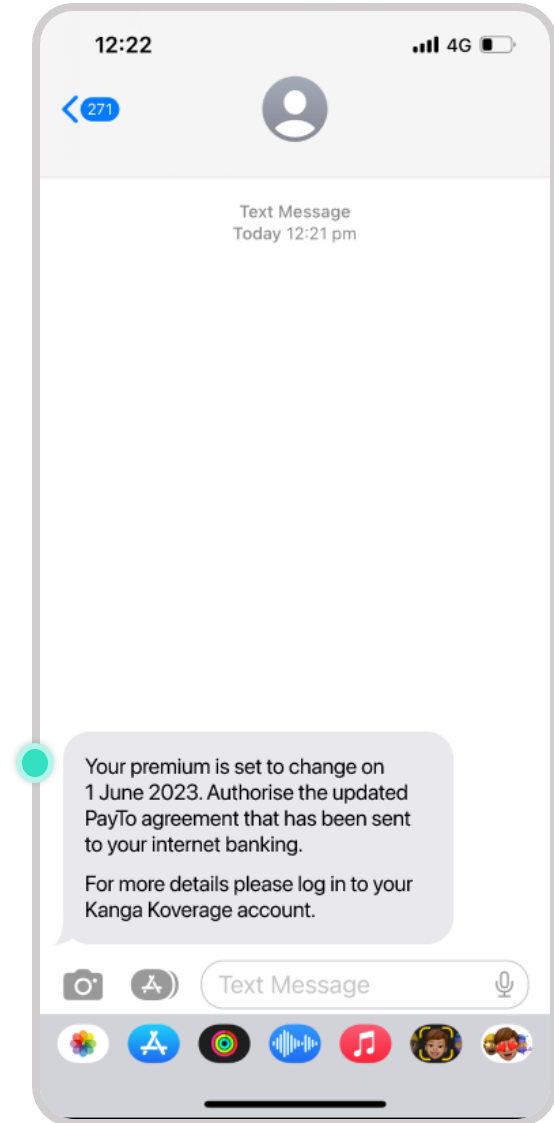 12:22
4G
271
Text Message
Today 12:21 pm
Your premium is set to change on
1 June 2023. Authorise the updated
PayTo agreement that has been sent
to your internet banking.
For more details please log in to your
Kanga Koverage account.
Text Message